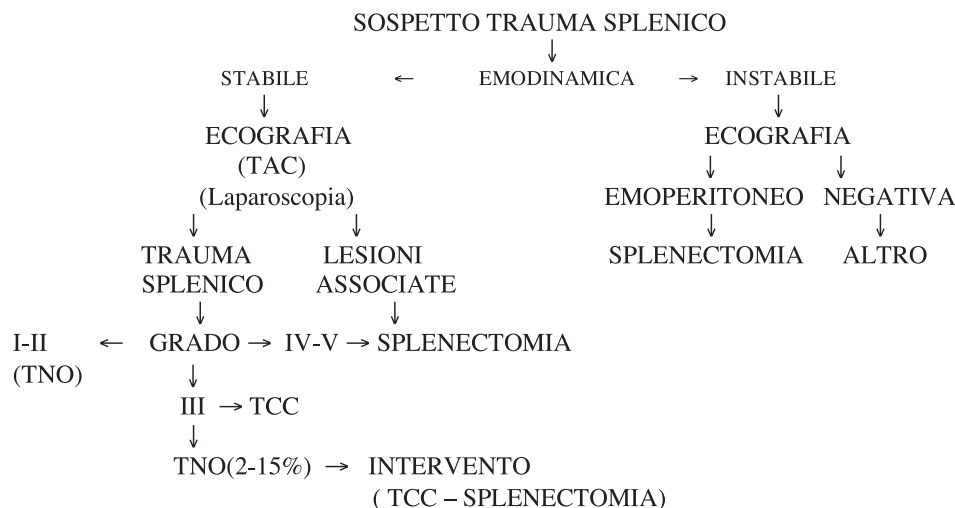 SOSPETTO TRAUMA SPLENICO
↓
STABILE ← EMODINAMICA → INSTABILE
↓ ↓
ECOGRAFIA ECOGRAFIA
(TAC) ↓ ↓
(Laparoscopia) EMOPERITONEO NEGATIVA
↓ ↓ ↓ ↓
TRAUMA LESIONI SPLENECTOMIA ALTRO
SPLENICO ASSOCIATE
↓ ↓
I-II ← GRADO → IV-V → SPLENECTOMIA
(TNO) ↓
III → TCC
↓
TNO(2-15%) → INTERVENTO
( TCC – SPLENECTOMIA)